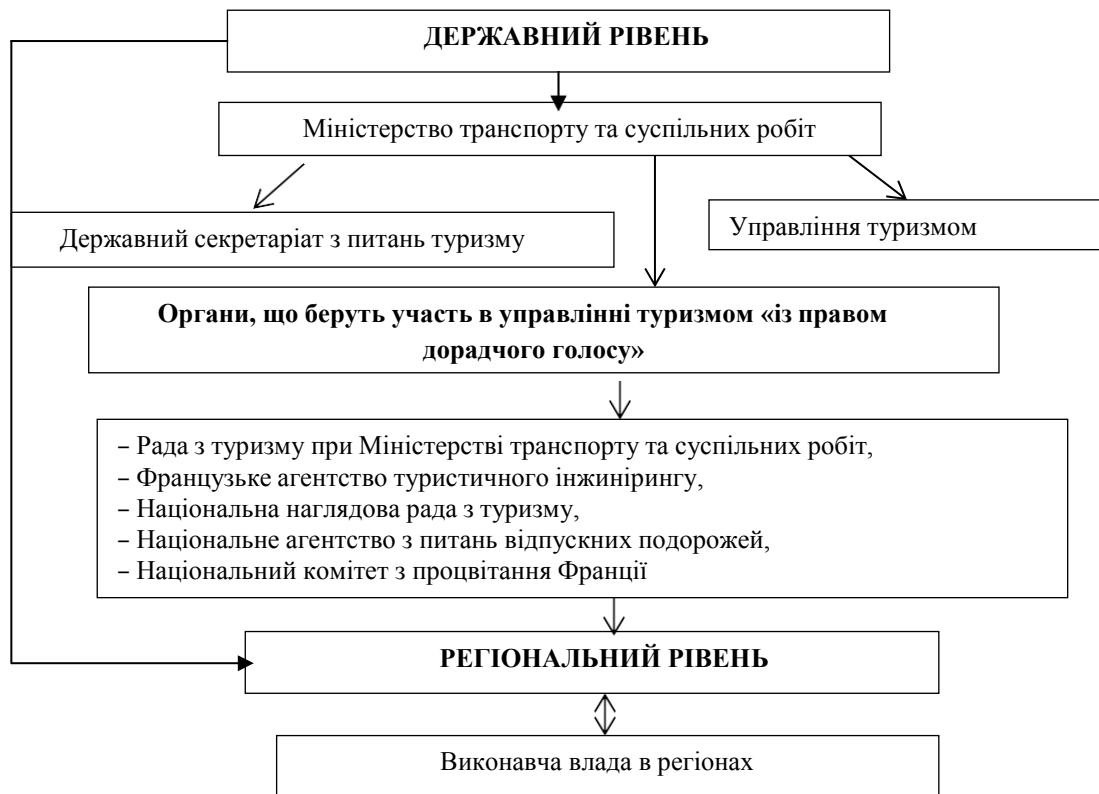 ДЕРЖАВНИЙ РІВЕНЬ
Міністерство транспорту та суспільних робіт
Державний секретаріат з питань туризму
Управління туризмом
Органи, що беруть участь в управлінні туризмом «із правом
дорадчого голосу»
– Рада з туризму при Міністерстві транспорту та суспільних робіт,
– Французьке агентство туристичного інжинірингу,
– Національна наглядова рада з туризму,
– Національне агентство з питань відпускних подорожей,
– Національний комітет з процвітання Франції
РЕГІОНАЛЬНИЙ РІВЕНЬ
Виконавча влада в регіонах